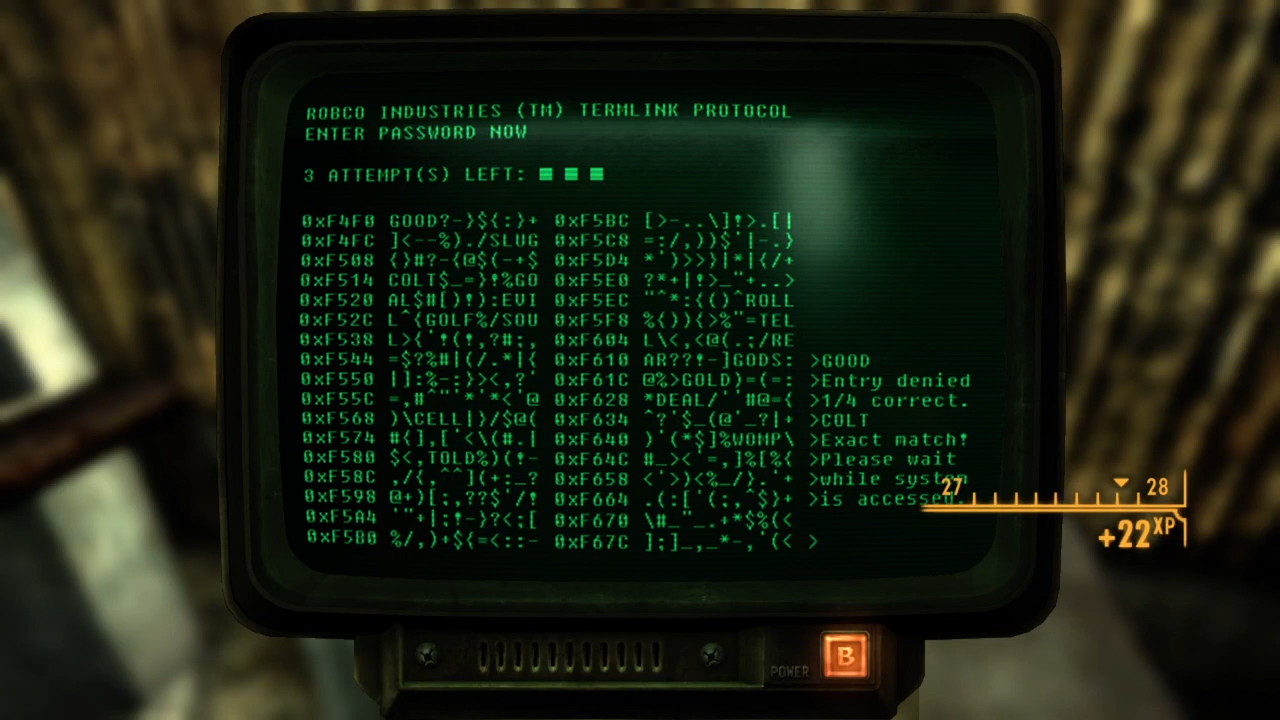 ROBCO INDUSTRIES (TM) TERMLINK PROTOCOL
ENTER PASSWORD NOW
3 ATTEMPT(S) LEFT: ■ ■ ■
0xF4F0 GOOD?-}${:}+ 0xF5BC [>-..\]!>.[|
0xF4FC ]<--%)./SLUG 0xF5C8 =:/,))$'|-.}
0xF508 {}#?-{@$(-+$ 0xF5D4 *')>>>}|*|{/+
0xF514 COLT$_=}!%GO 0xF5E0 ?*+|!>_"+..>
0xF520 AL$#[)!):EVI 0xF5EC "^*:{()^ROLL
0xF52C L^{GOLF%/SOU 0xF5F8 %()){>%"=TEL
0xF538 L>{'!(!,?#:, 0xF604 L\<,<@(.:/RE
0xF544 =$?%#|(/.*|{ 0xF610 AR??!-]GODS: >GOOD
0xF550 |]:%-:}><,?' 0xF61C @%>GOLD)=(=: >Entry denied
0xF55C =,#^"'*'*<'@ 0xF628 *DEAL/''#@={ >1/4 correct.
0xF568 )\CELL|}/$@( 0xF634 ^?'$_(@'_?|+ >COLT
0xF574 #{],['<\(#.| 0xF640 )'(*$]%WOMP\ >Exact match!
0xF580 $<,TOLD%)(!- 0xF64C #_><'=,]%[%{ >Please wait
0xF58C ,/{,^^](+:_? 0xF658 <'>)<%_/}.'+ >while system
0xF598 @+)[:,??$'/! 0xF664 .(:['(;,^$)+ >is accessed.
0xF5A4 '"+|:!-)?<;[ 0xF670 \#_"_.+*$%(<
0xF5B0 %/,)+${=<::- 0xF67C ];]_,_*-,'(< >
27 28
+22XP
POWER B